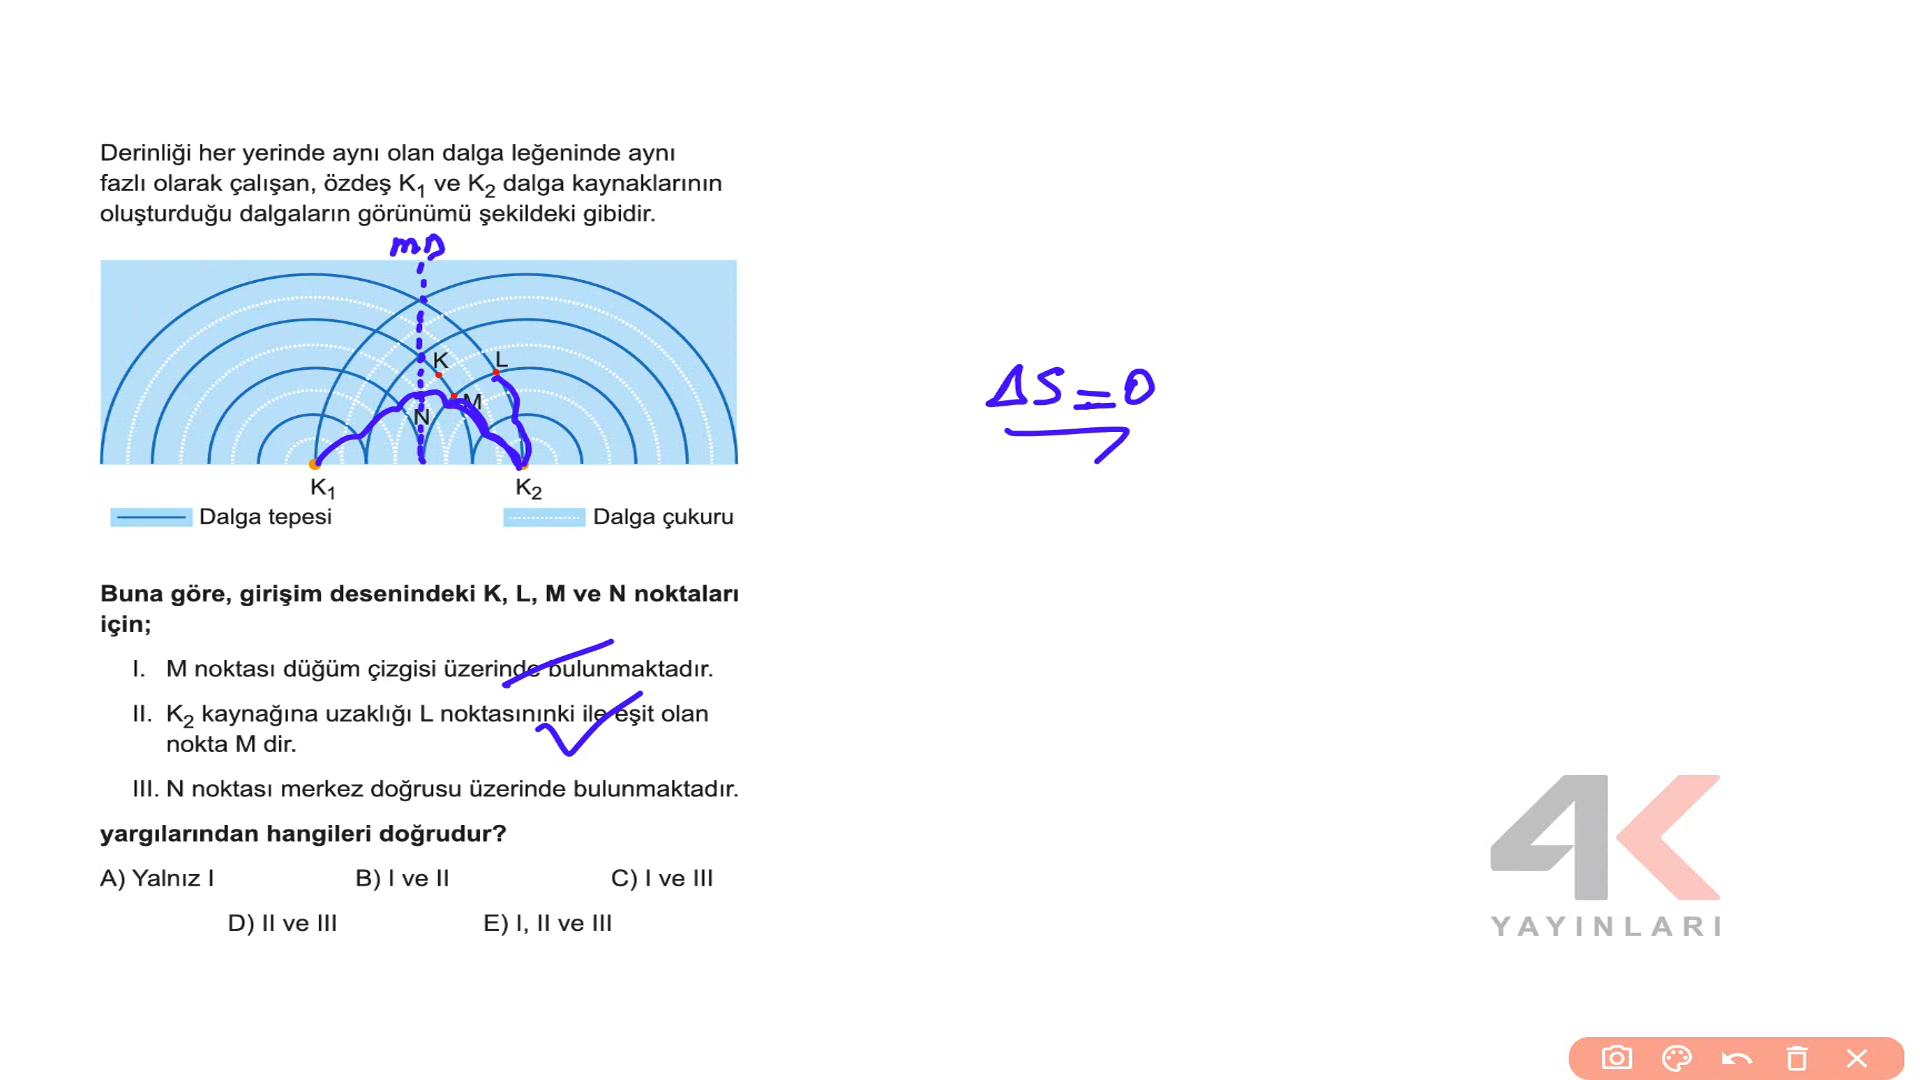 Derinliği her yerinde aynı olan dalga leğeninde aynı
fazlı olarak çalışan, özdeş K₁ ve K₂ dalga kaynaklarının
oluşturduğu dalgaların görünümü şekildeki gibidir.
mD
K
L
M
N
ΔS=0
K₁
K₂
Dalga tepesi
Dalga çukuru
Buna göre, girişim desenindeki K, L, M ve N noktaları
için;
I. M noktası düğüm çizgisi üzerinde bulunmaktadır.
II. K₂ kaynağına uzaklığı L noktasınınki ile eşit olan
nokta M dir.
III. N noktası merkez doğrusu üzerinde bulunmaktadır.
yargılarından hangileri doğrudur?
A) Yalnız I
B) I ve II
C) I ve III
D) II ve III
E) I, II ve III
4K
YAYINLARI